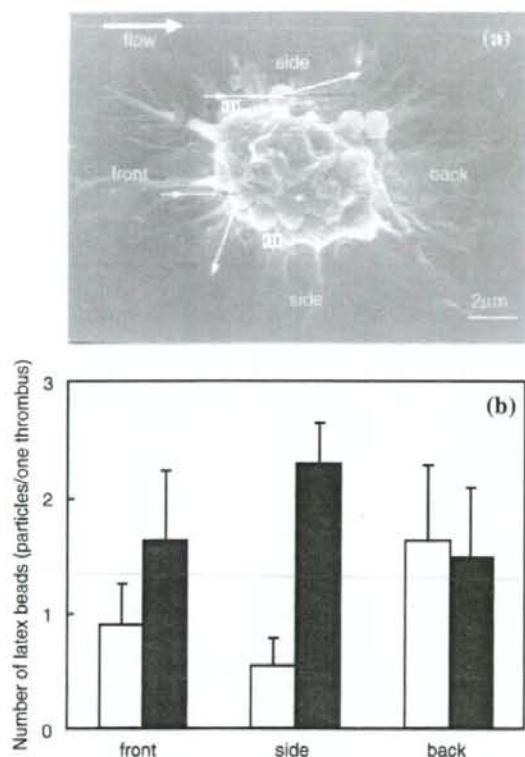 (a)
flow
side
front
back
side
2μm
(b)
Number of latex beads (particles/one thrombus)
3
2
1
0
front
side
back